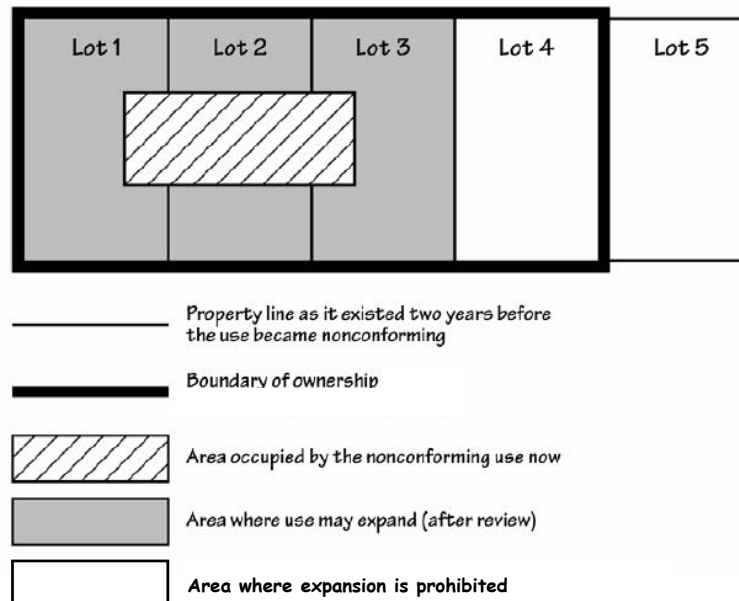 Lot 1 Lot 2 Lot 3 Lot 4 Lot 5
Property line as it existed two years before
the use became nonconforming
Boundary of ownership
Area occupied by the nonconforming use now
Area where use may expand (after review)
Area where expansion is prohibited